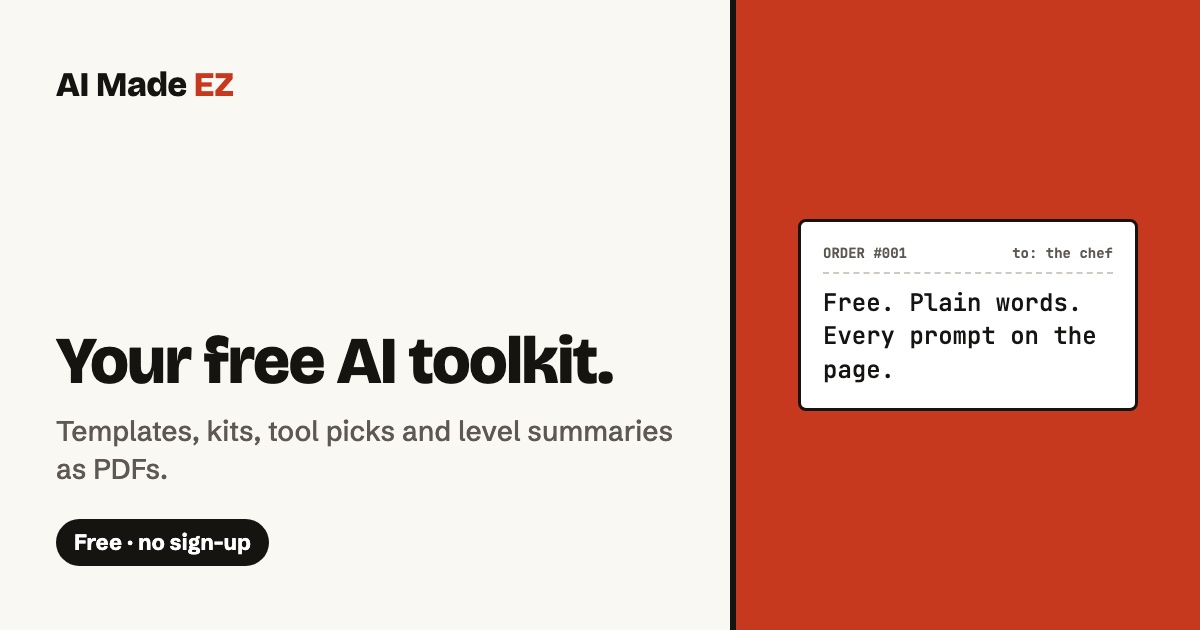 AI Made EZ
Your free AI toolkit.
Templates, kits, tool picks and level summaries
as PDFs.
Free · no sign-up
ORDER #001 to: the chef
Free. Plain words.
Every prompt on the
page.